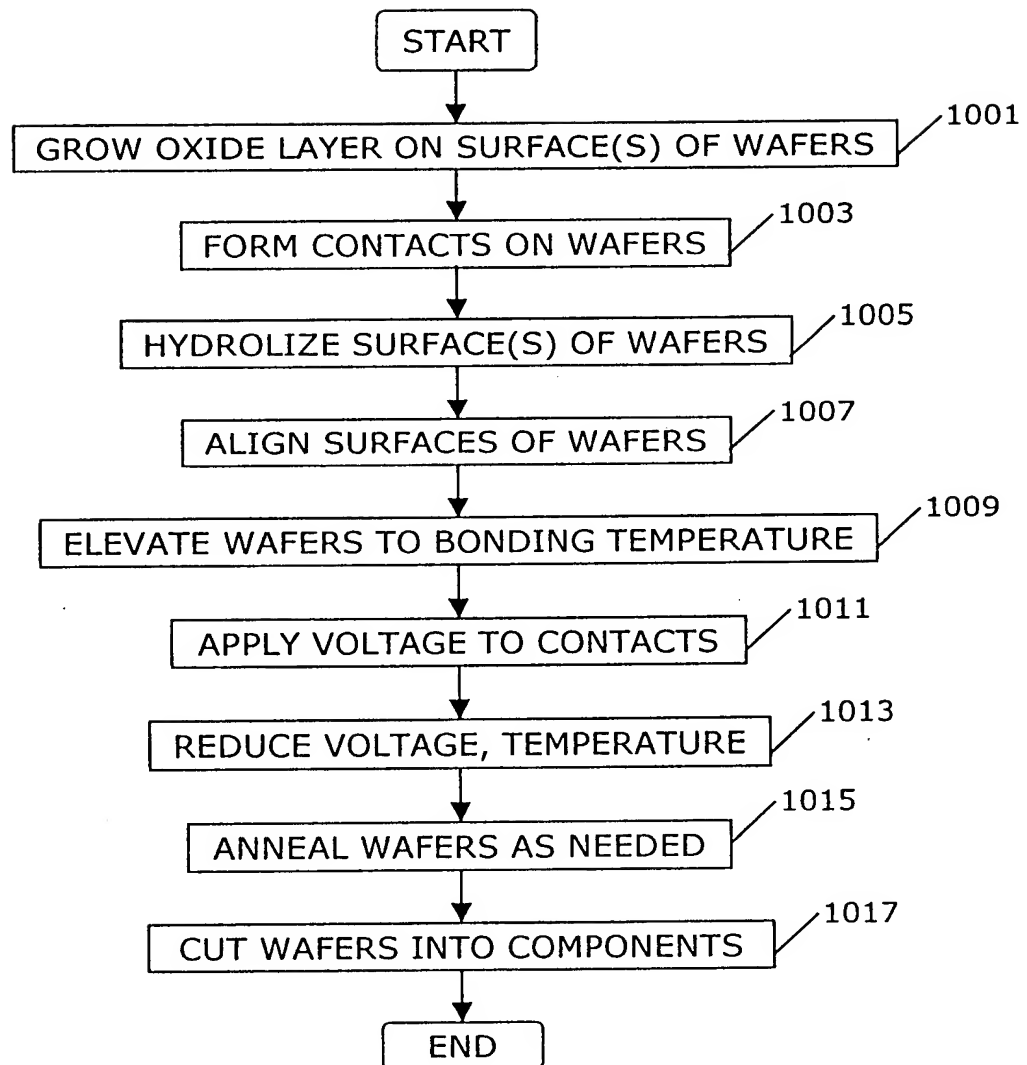 START
1001
GROW OXIDE LAYER ON SURFACE(S) OF WAFERS
1003
FORM CONTACTS ON WAFERS
1005
HYDROLIZE SURFACE(S) OF WAFERS
1007
ALIGN SURFACES OF WAFERS
1009
ELEVATE WAFERS TO BONDING TEMPERATURE
1011
APPLY VOLTAGE TO CONTACTS
1013
REDUCE VOLTAGE, TEMPERATURE
1015
ANNEAL WAFERS AS NEEDED
1017
CUT WAFERS INTO COMPONENTS
END